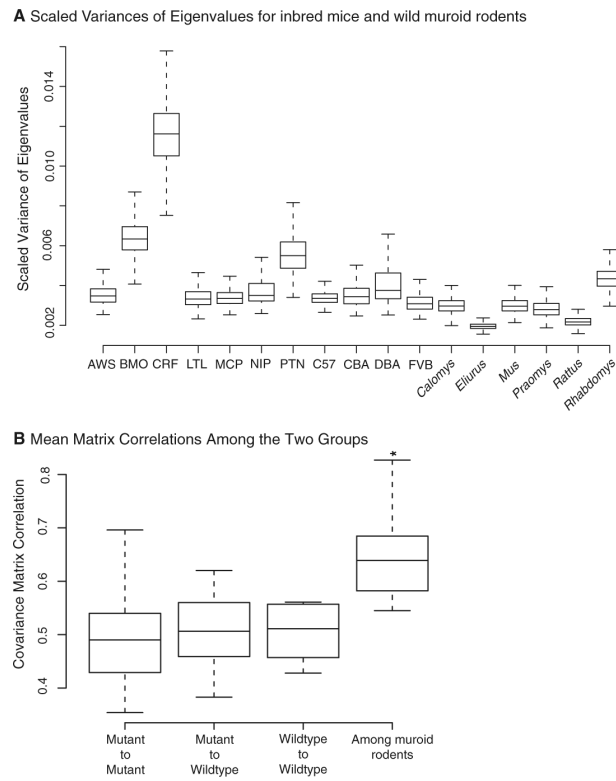 A Scaled Variances of Eigenvalues for inbred mice and wild muroid rodents
Scaled Variance of Eigenvalues
0.014
0.010
0.006
0.002
AWS BMO CRF LTL MCP NIP PTN C57 CBA DBA FVB Calomys Eliurus Mus Praomys Rattus Rhabdomys
B Mean Matrix Correlations Among the Two Groups
Covariance Matrix Correlation
0.8
0.7
0.6
0.5
0.4
*
Mutant to Mutant
Mutant to Wildtype
Wildtype to Wildtype
Among muroid rodents